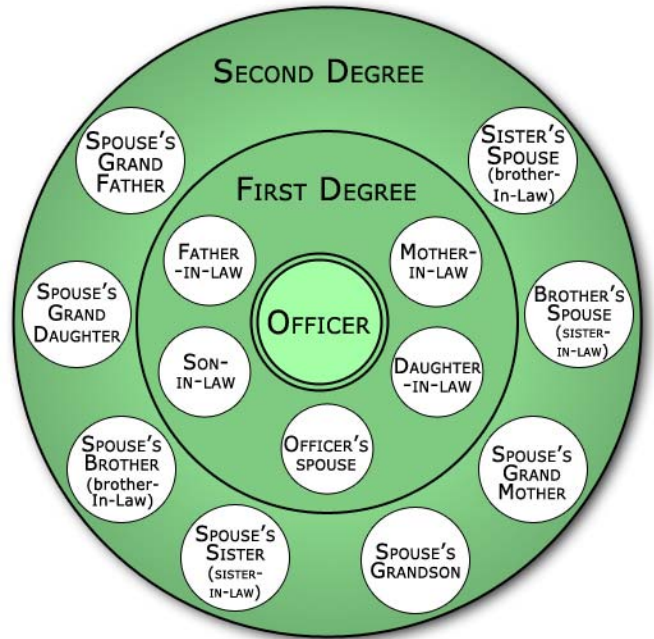 SECOND DEGREE
SPOUSE'S
GRAND
FATHER
SISTER'S
SPOUSE
(brother-
In-Law)
FIRST DEGREE
FATHER
-IN-LAW
MOTHER-
IN-LAW
OFFICER
SPOUSE'S
GRAND
DAUGHTER
BROTHER'S
SPOUSE
(SISTER-
IN-LAW)
SON-
IN-LAW
DAUGHTER
-IN-LAW
OFFICER'S
SPOUSE
SPOUSE'S
BROTHER
(brother-
In-Law)
SPOUSE'S
GRAND
MOTHER
SPOUSE'S
SISTER
(SISTER-
IN-LAW)
SPOUSE'S
GRANDSON